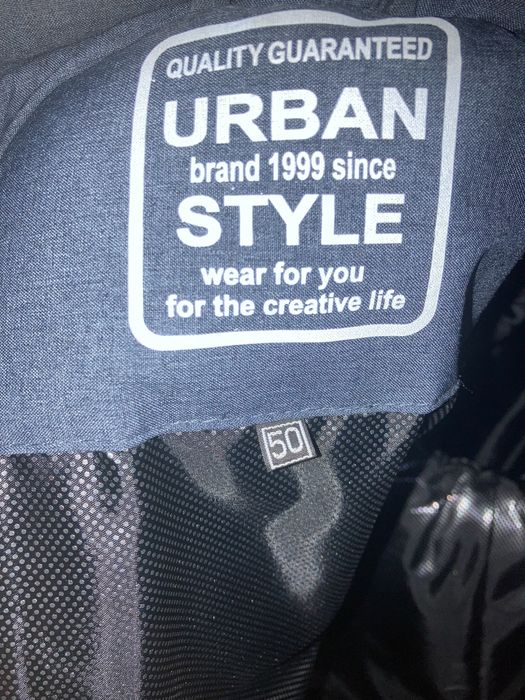 QUALITY GUARANTEED
URBAN
brand 1999 since
STYLE
wear for you
for the creative life
50